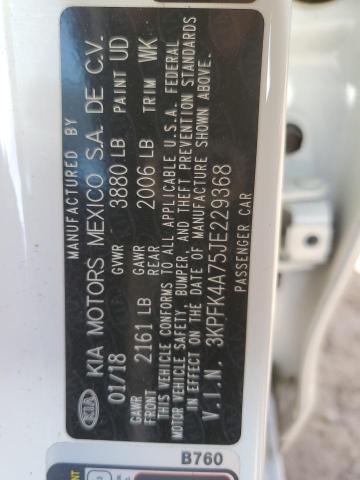 MANUFACTURED BY
KIA KIA MOTORS MEXICO S.A. DE C.V.
01/18 GVWR 3880 LB PAINT UD
GAWR FRONT 2161 LB GAWR REAR 2006 LB TRIM WK
THIS VEHICLE CONFORMS TO ALL APPLICABLE U.S.A. FEDERAL
MOTOR VEHICLE SAFETY, BUMPER, AND THEFT PREVENTION STANDARDS
IN EFFECT ON THE DATE OF MANUFACTURE SHOWN ABOVE.
V.I.N. 3KPFK4A75JE229368
PASSENGER CAR
B760